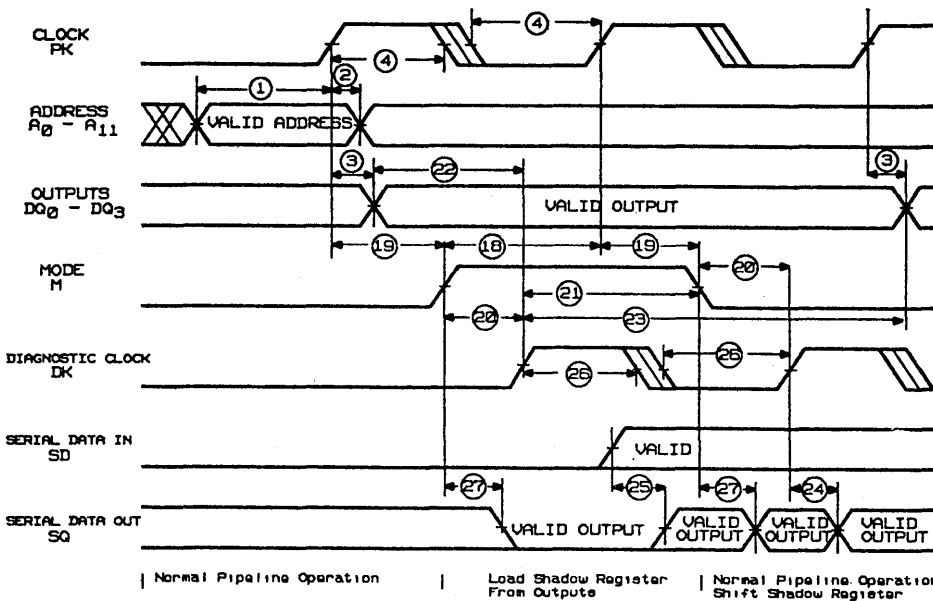 CLOCK
PK
4
4
1
2
ADDRESS
A0 - A11
VALID ADDRESS
3
22
3
OUTPUTS
DQ0 - DQ3
VALID OUTPUT
19
18
19
20
MODE
M
21
20
23
DIAGNOSTIC CLOCK
DK
26
26
SERIAL DATA IN
SD
VALID
27
25
27
24
SERIAL DATA OUT
SQ
VALID OUTPUT
VALID
OUTPUT
VALID
OUTPUT
VALID
OUTPUT
Normal Pipeline Operation
Load Shadow Register
From Outputs
Normal Pipeline Operation
Shift Shadow Register